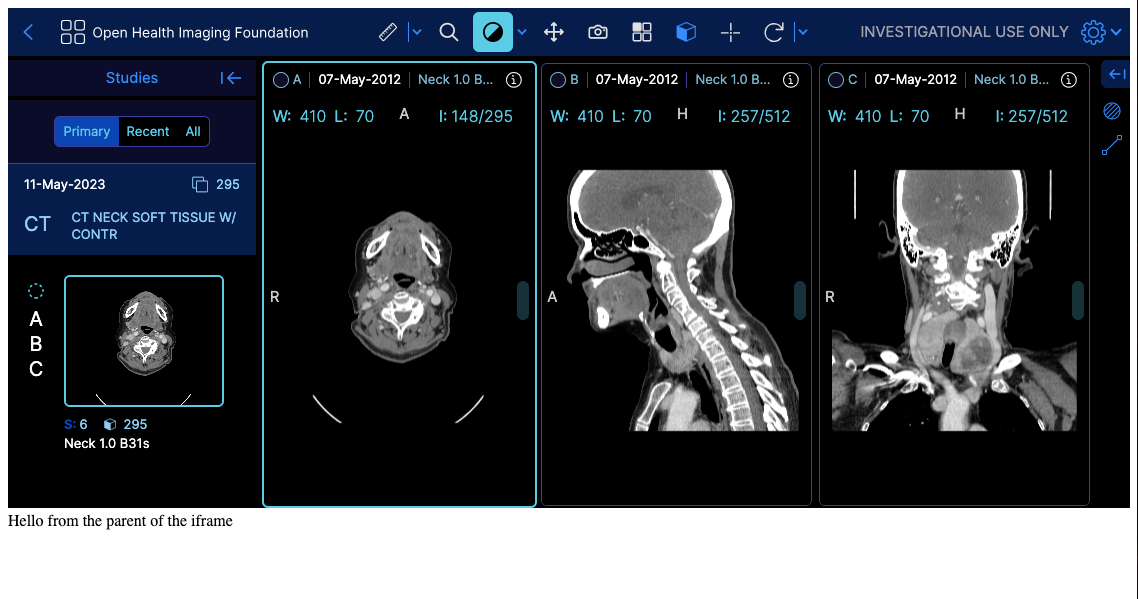 Open Health Imaging Foundation
INVESTIGATIONAL USE ONLY
Studies
Primary Recent All
11-May-2023 295
CT CT NECK SOFT TISSUE W/
CONTR
A
B
C
S: 6 295
Neck 1.0 B31s
A 07-May-2012 Neck 1.0 B...
W: 410 L: 70 A I: 148/295
R
B 07-May-2012 Neck 1.0 B...
W: 410 L: 70 H I: 257/512
A
C 07-May-2012 Neck 1.0 B...
W: 410 L: 70 H I: 257/512
R
Hello from the parent of the iframe